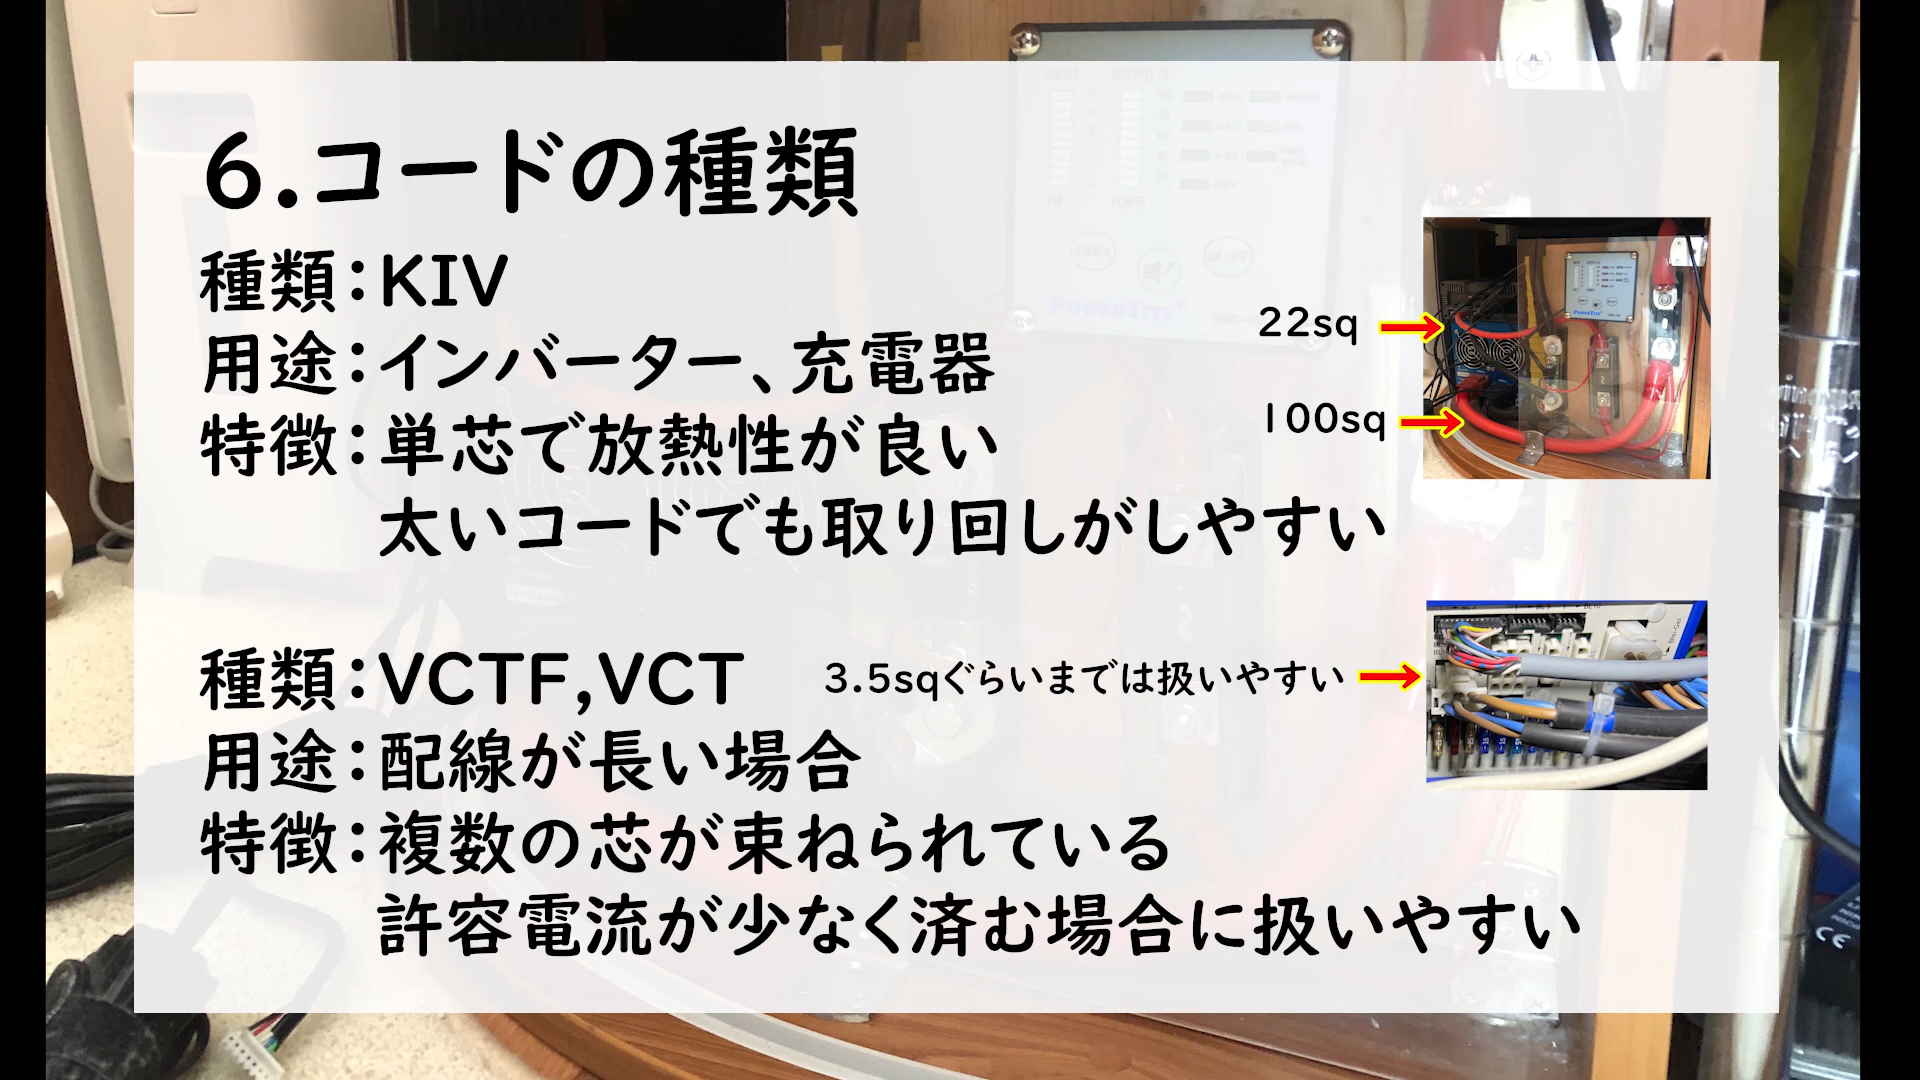 6.コードの種類
種類:KIV
用途:インバーター、充電器
特徴:単芯で放熱性が良い
太いコードでも取り回しがしやすい
22sq
100sq
種類:VCTF,VCT
3.5sqぐらいまでは扱いやすい
用途:配線が長い場合
特徴:複数の芯が束ねられている
許容電流が少なく済む場合に扱いやすい